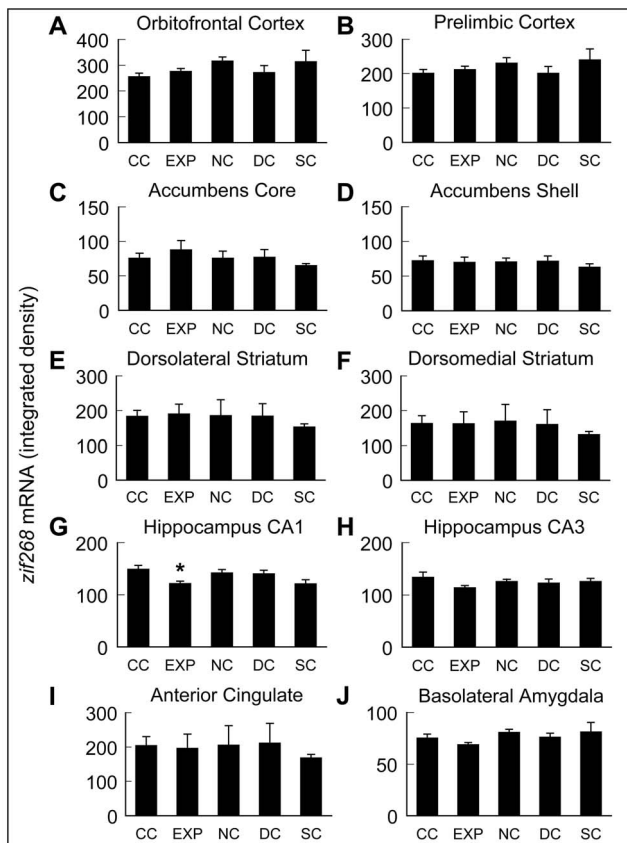 A Orbitofrontal Cortex
400
300
200
100
0
CC EXP NC DC SC
B Prelimbic Cortex
300
200
100
0
CC EXP NC DC SC
C Accumbens Core
150
100
50
0
CC EXP NC DC SC
D Accumbens Shell
150
100
50
0
CC EXP NC DC SC
zif268 mRNA (integrated density)
E Dorsolateral Striatum
300
200
100
0
CC EXP NC DC SC
F Dorsomedial Striatum
300
200
100
0
CC EXP NC DC SC
G Hippocampus CA1
200
100
0
*
CC EXP NC DC SC
H Hippocampus CA3
200
100
0
CC EXP NC DC SC
I Anterior Cingulate
300
200
100
0
CC EXP NC DC SC
J Basolateral Amygdala
100
50
0
CC EXP NC DC SC